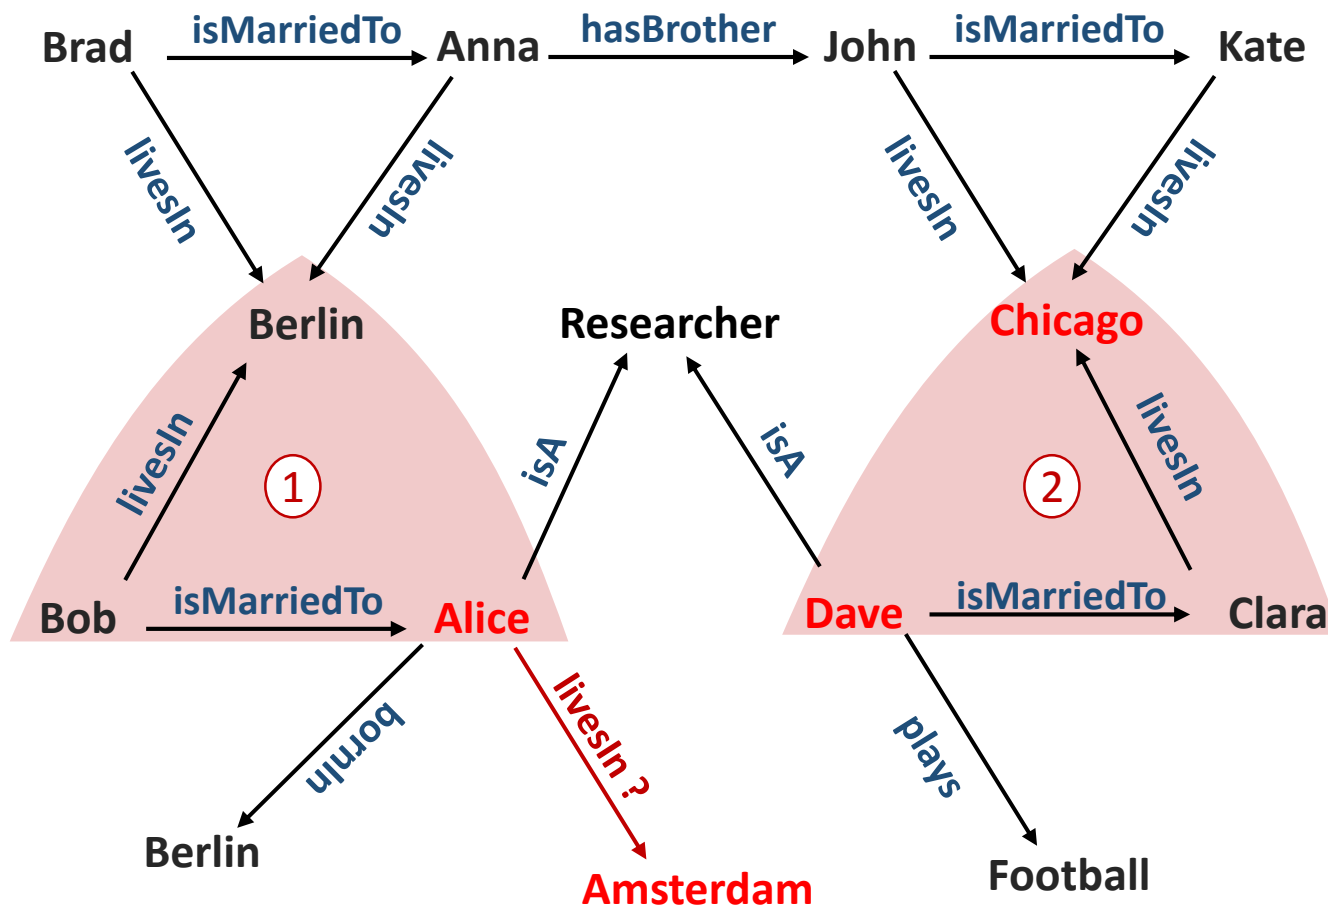 Brad isMarriedTo Anna hasBrother John isMarriedTo Kate
livesIn livesIn livesIn livesIn
Berlin Researcher Chicago
livesIn isA isA livesIn
1 2
Bob isMarriedTo Alice Dave isMarriedTo Clara
bornIn livesIn ? plays
Berlin Amsterdam Football